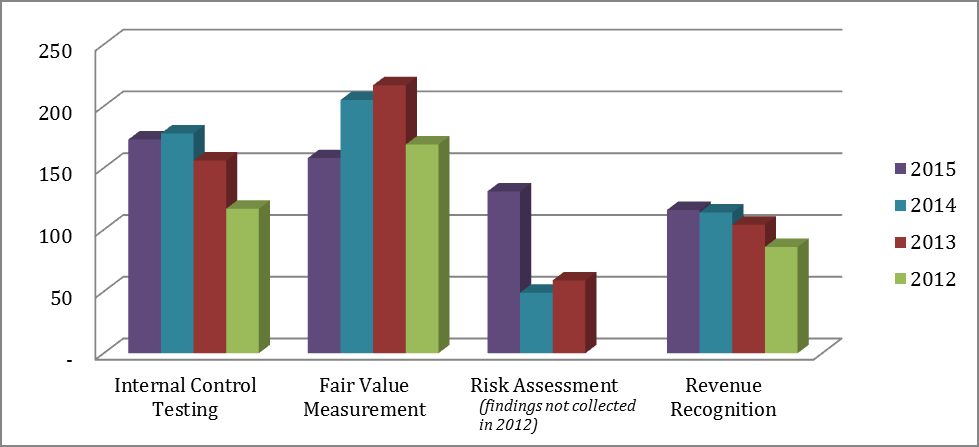 250
200
150
100
50
-
Internal Control
Testing
Fair Value
Measurement
Risk Assessment
(findings not collected
in 2012)
Revenue
Recognition
2015
2014
2013
2012